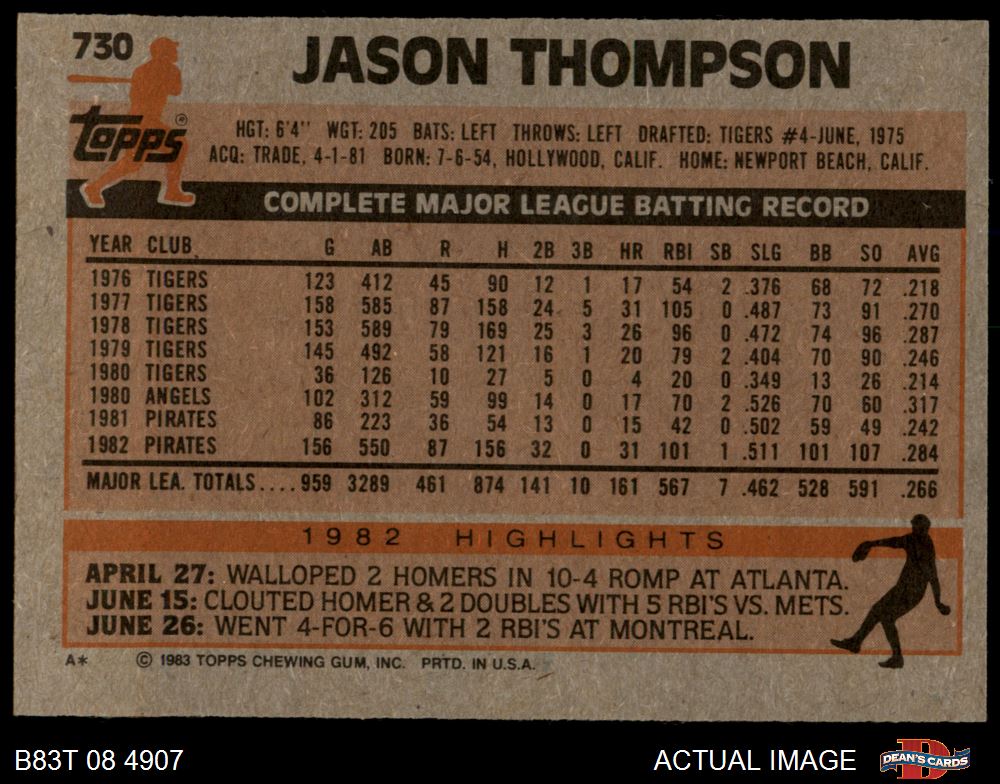 730
JASON THOMPSON
Topps®
HGT: 6'4" WGT: 205 BATS: LEFT THROWS: LEFT DRAFTED: TIGERS #4-JUNE, 1975
ACQ: TRADE, 4-1-81 BORN: 7-6-54, HOLLYWOOD, CALIF. HOME: NEWPORT BEACH, CALIF.
COMPLETE MAJOR LEAGUE BATTING RECORD
YEAR CLUB G AB R H 2B 3B HR RBI SB SLG BB SO AVG
1976 TIGERS 123 412 45 90 12 1 17 54 2 .376 68 72 .218
1977 TIGERS 158 585 87 158 24 5 31 105 0 .487 73 91 .270
1978 TIGERS 153 589 79 169 25 3 26 96 0 .472 74 96 .287
1979 TIGERS 145 492 58 121 16 1 20 79 2 .404 70 90 .246
1980 TIGERS 36 126 10 27 5 0 4 20 0 .349 13 26 .214
1980 ANGELS 102 312 59 99 14 0 17 70 2 .526 70 60 .317
1981 PIRATES 86 223 36 54 13 0 15 42 0 .502 59 49 .242
1982 PIRATES 156 550 87 156 32 0 31 101 1 .511 101 107 .284
MAJOR LEA. TOTALS.... 959 3289 461 874 141 10 161 567 7 .462 528 591 .266
1982 HIGHLIGHTS
APRIL 27: WALLOPED 2 HOMERS IN 10-4 ROMP AT ATLANTA.
JUNE 15: CLOUTED HOMER & 2 DOUBLES WITH 5 RBI'S VS. METS.
JUNE 26: WENT 4-FOR-6 WITH 2 RBI'S AT MONTREAL.
A* © 1983 TOPPS CHEWING GUM, INC. PRTD. IN U.S.A.
B83T 08 4907 ACTUAL IMAGE DEAN'S CARDS